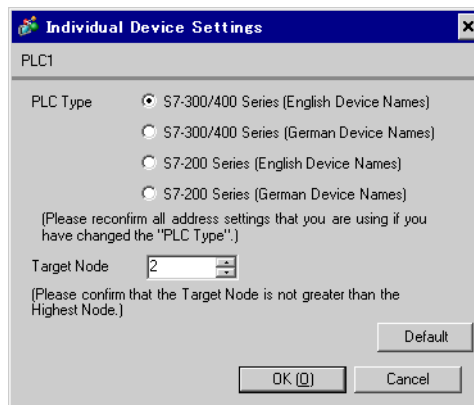 Individual Device Settings
PLC1
PLC Type
S7-300/400 Series (English Device Names)
S7-300/400 Series (German Device Names)
S7-200 Series (English Device Names)
S7-200 Series (German Device Names)
(Please reconfirm all address settings that you are using if you
have changed the "PLC Type".)
Target Node 2
(Please confirm that the Target Node is not greater than the
Highest Node.)
Default
OK (O) Cancel